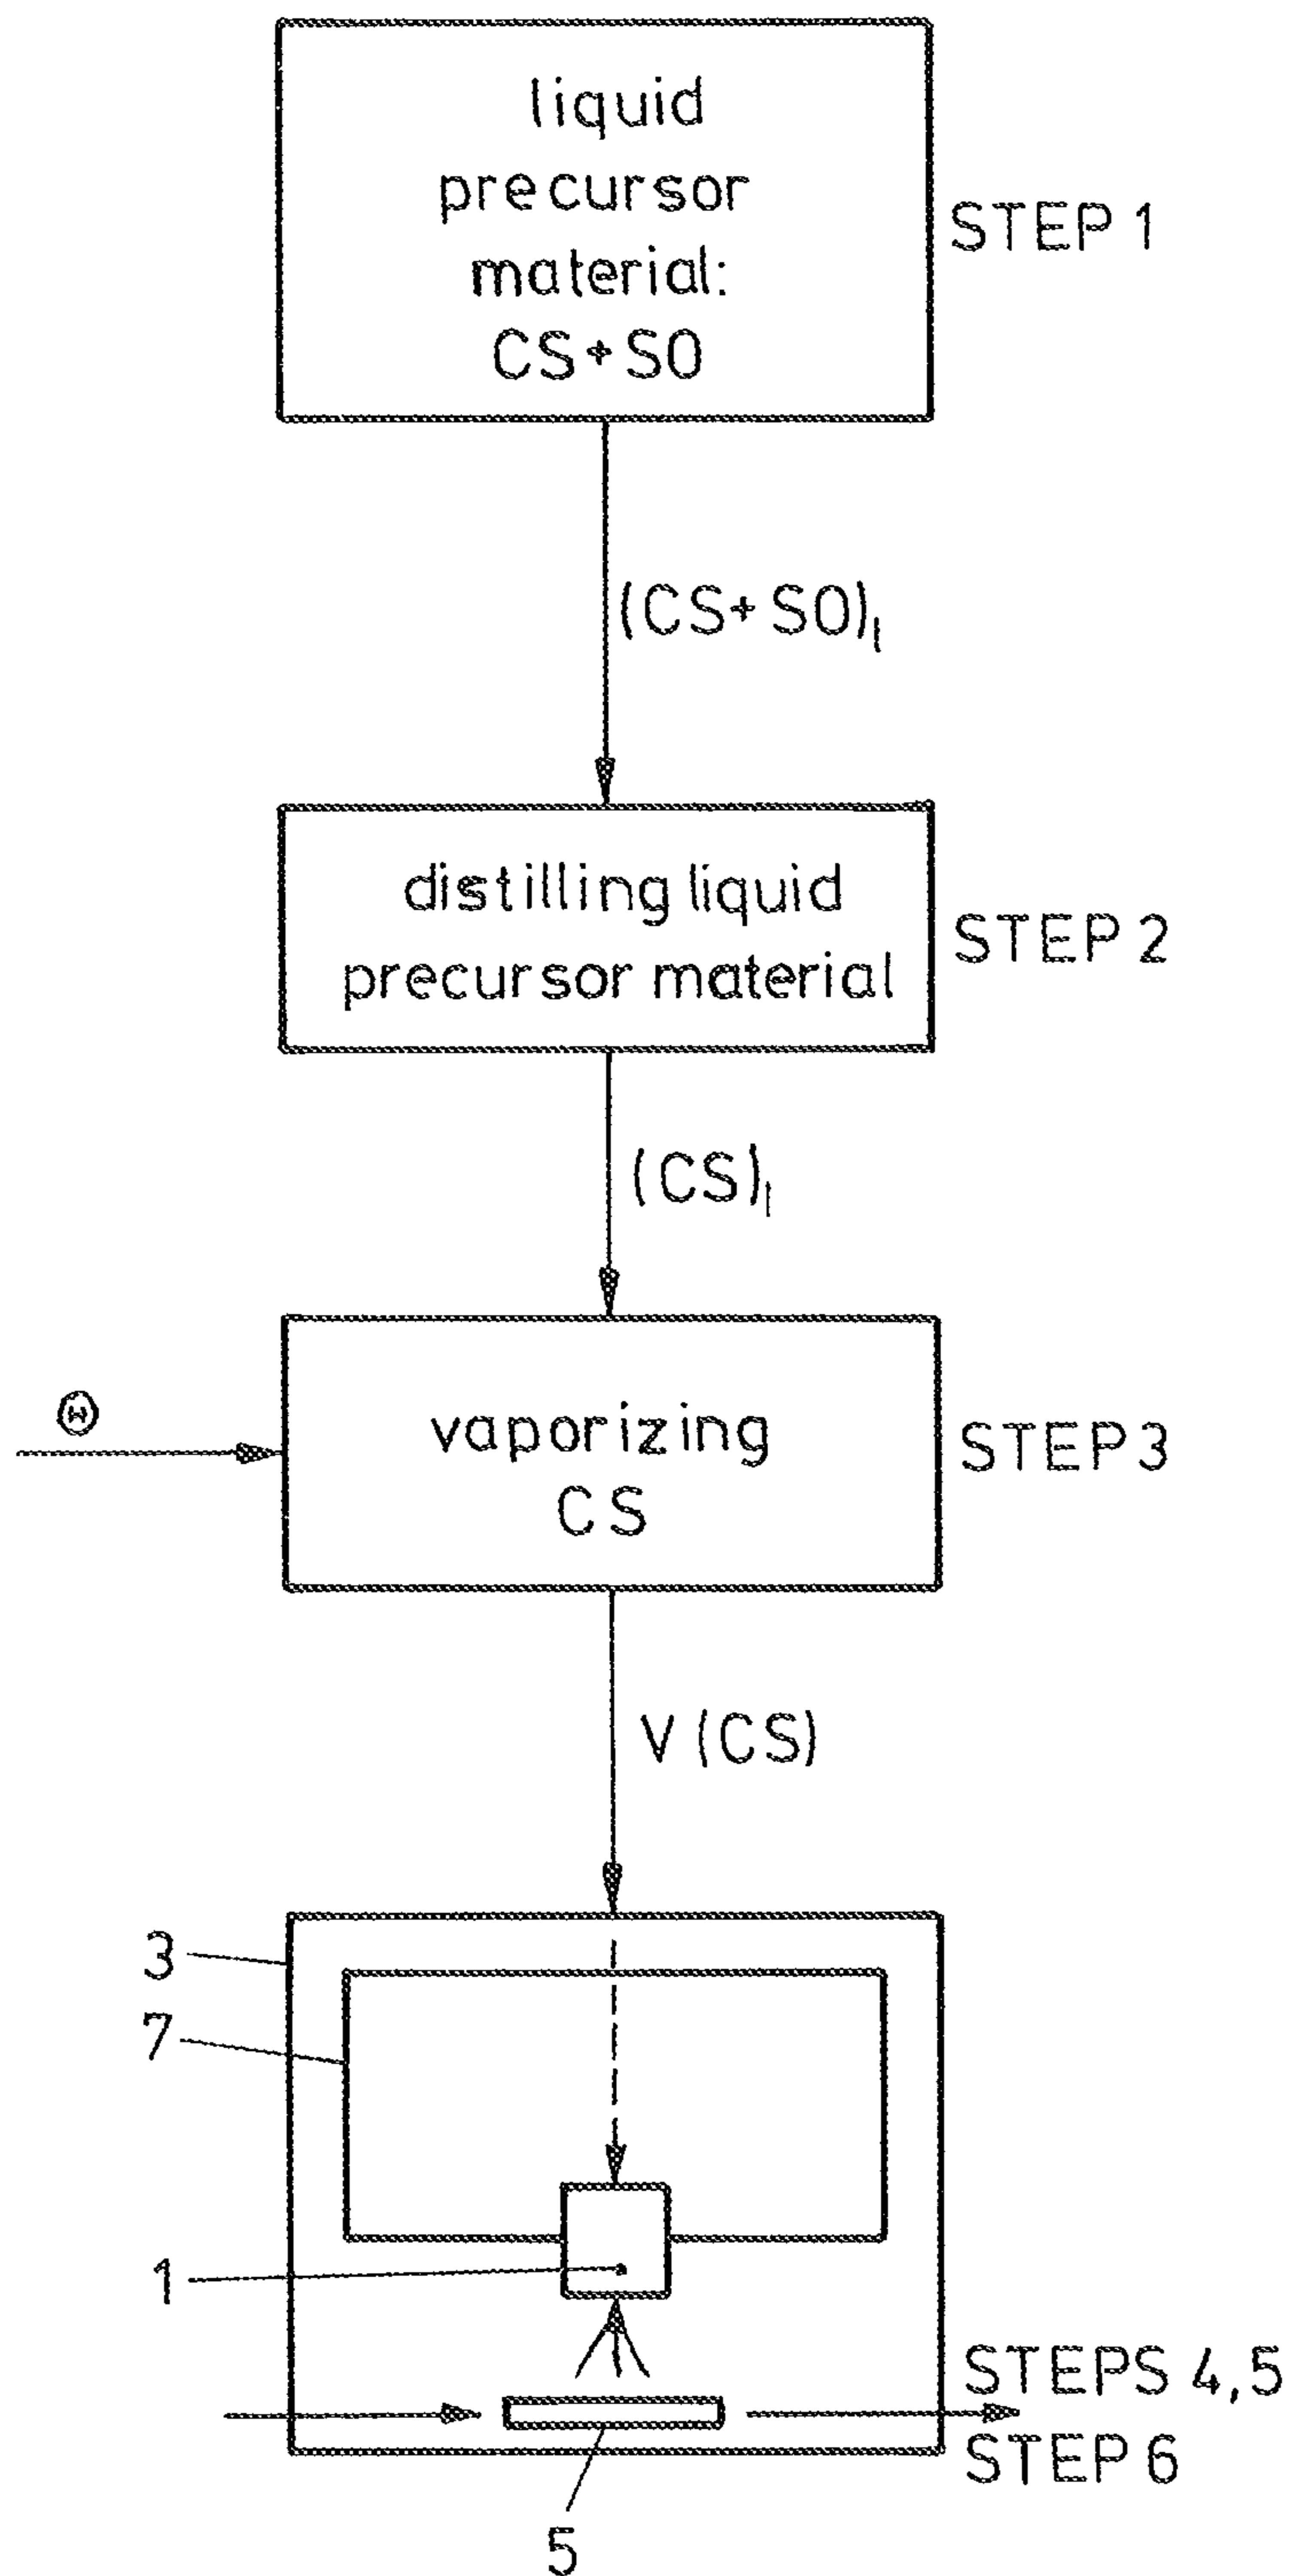 liquid
precursor
material:
CS+SO
STEP 1
(CS+SO)l
distilling liquid
precursor material
STEP 2
(CS)l
Θ
vaporizing
CS
STEP 3
V (CS)
3
7
1
STEPS 4,5
STEP 6
5